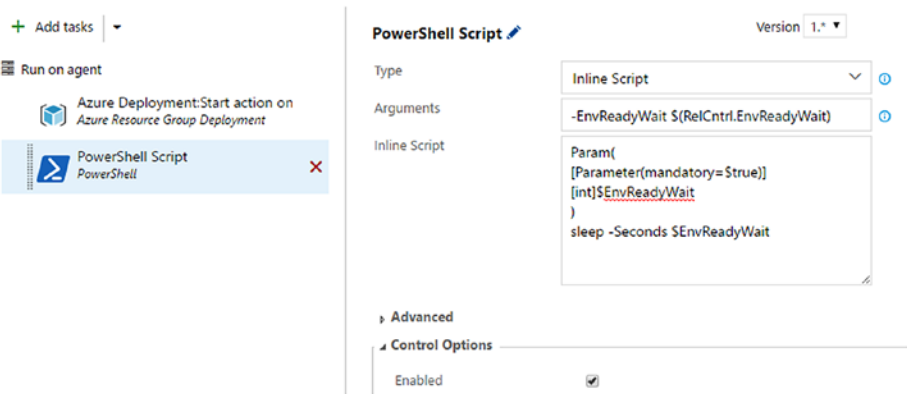 + Add tasks
Run on agent
Azure Deployment:Start action on
Azure Resource Group Deployment
PowerShell Script
PowerShell
PowerShell Script
Version 1.*
Type
Inline Script
Arguments
-EnvReadyWait $(RelCntrl.EnvReadyWait)
Inline Script
Param(
[Parameter(mandatory=$true)]
[int]$EnvReadyWait
)
sleep -Seconds $EnvReadyWait
Advanced
Control Options
Enabled